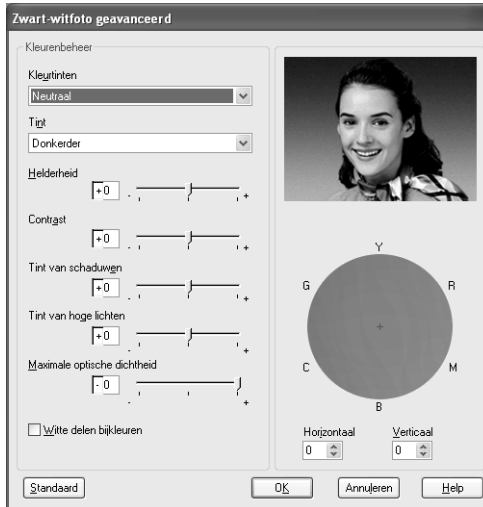 Zwart-witfoto geavanceerd
Kleurenbeheer
Kleurtinten
Neutraal
Tint
Donkerder
Helderheid
+0
- +
Contrast
+0
- +
Tint van schaduwen
+0
- +
Tint van hoge lichten
+0
- +
Maximale optische dichtheid
- 0
- +
Witte delen bijkleuren
Y
G R
C M
B
Horizontaal Verticaal
0 0
Standaard OK Annuleren Help